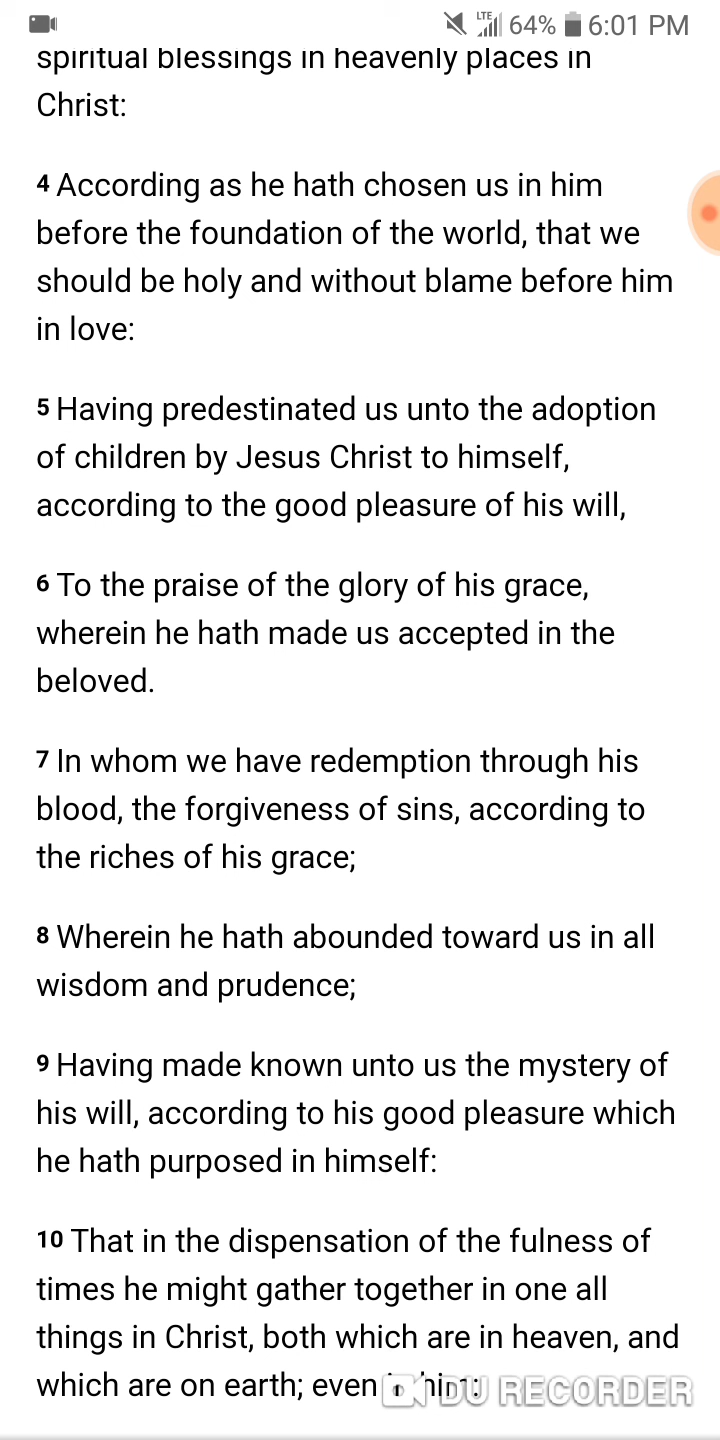 LTE 64% 6:01 PM
spiritual blessings in heavenly places in
Christ:
4 According as he hath chosen us in him
before the foundation of the world, that we
should be holy and without blame before him
in love:
5 Having predestinated us unto the adoption
of children by Jesus Christ to himself,
according to the good pleasure of his will,
6 To the praise of the glory of his grace,
wherein he hath made us accepted in the
beloved.
7 In whom we have redemption through his
blood, the forgiveness of sins, according to
the riches of his grace;
8 Wherein he hath abounded toward us in all
wisdom and prudence;
9 Having made known unto us the mystery of
his will, according to his good pleasure which
he hath purposed in himself:
10 That in the dispensation of the fulness of
times he might gather together in one all
things in Christ, both which are in heaven, and
which are on earth; even in him:
DU RECORDER